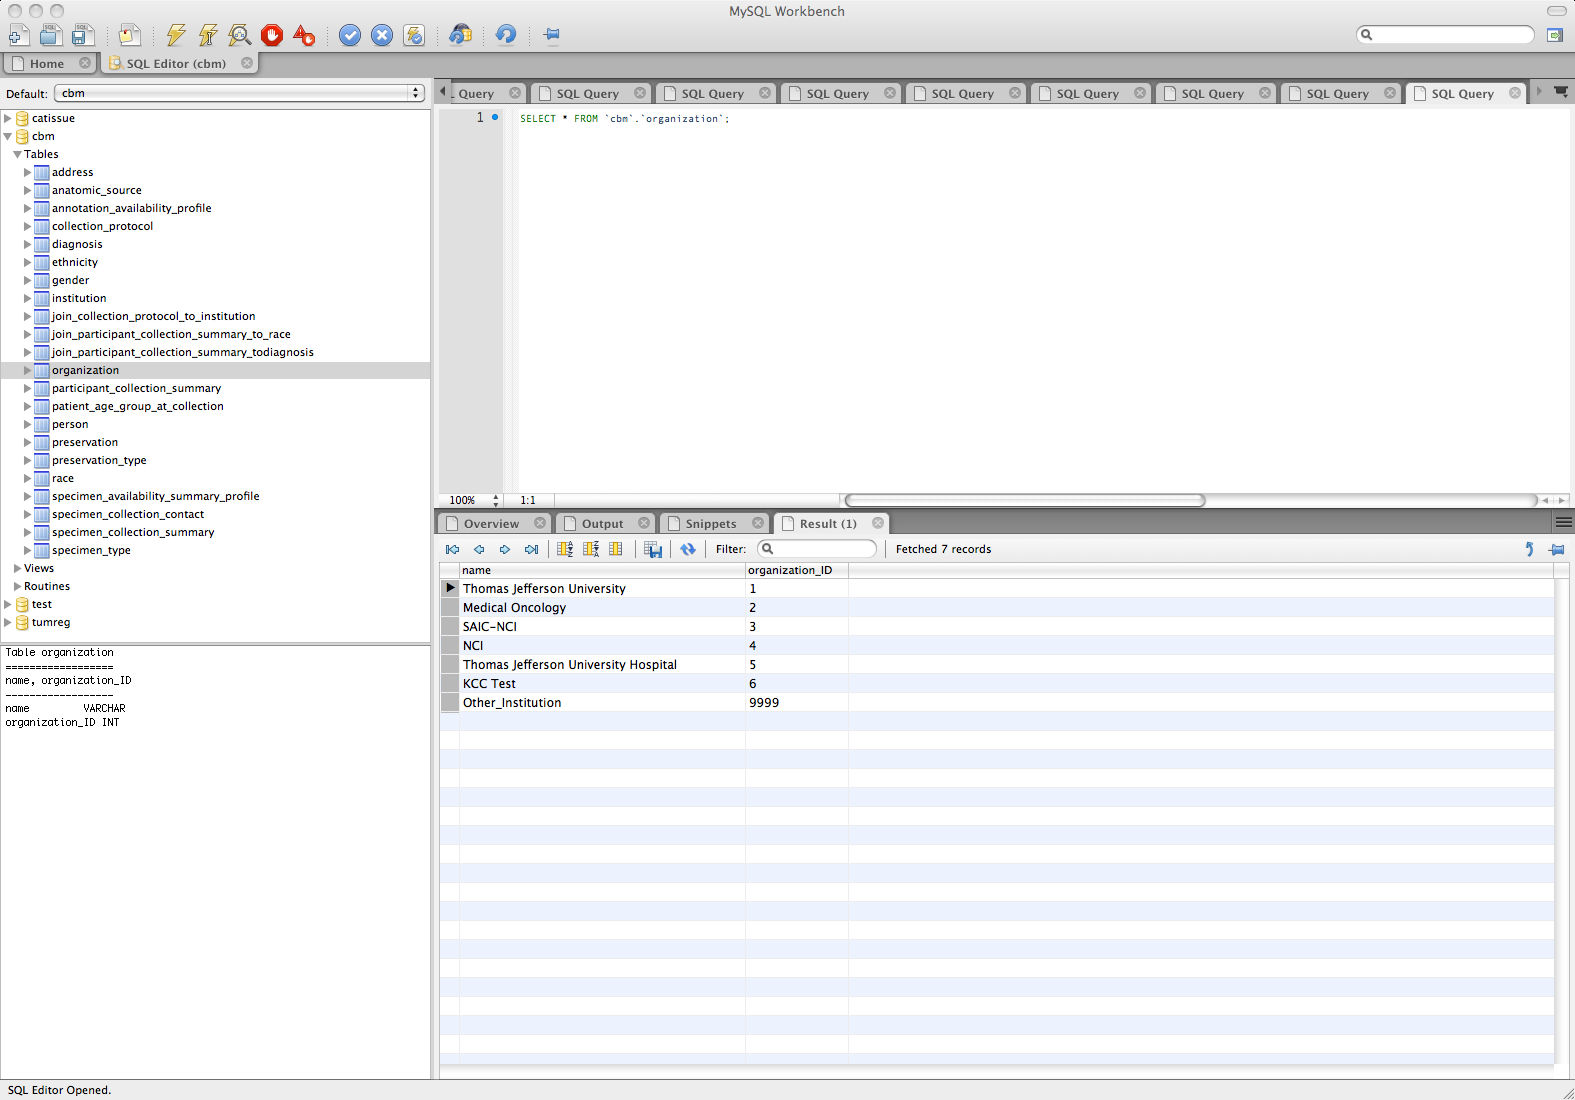 MySQL Workbench
Home
SQL Editor (cbm)
Default: cbm
catissue
cbm
Tables
address
anatomic_source
annotation_availability_profile
collection_protocol
diagnosis
ethnicity
gender
institution
join_collection_protocol_to_institution
join_participant_collection_summary_to_race
join_participant_collection_summary_todiagnosis
organization
participant_collection_summary
patient_age_group_at_collection
person
preservation
preservation_type
race
specimen_availability_summary_profile
specimen_collection_contact
specimen_collection_summary
specimen_type
Views
Routines
test
tumreg
Table organization
==================
name, organization_ID
------------------
name VARCHAR
organization_ID INT
Query SQL Query SQL Query SQL Query SQL Query SQL Query SQL Query SQL Query SQL Query
1 SELECT * FROM `cbm`.`organization`;
100% 1:1
Overview Output Snippets Result (1)
Filter: Fetched 7 records
name organization_ID
Thomas Jefferson University 1
Medical Oncology 2
SAIC-NCI 3
NCI 4
Thomas Jefferson University Hospital 5
KCC Test 6
Other_Institution 9999
SQL Editor Opened.